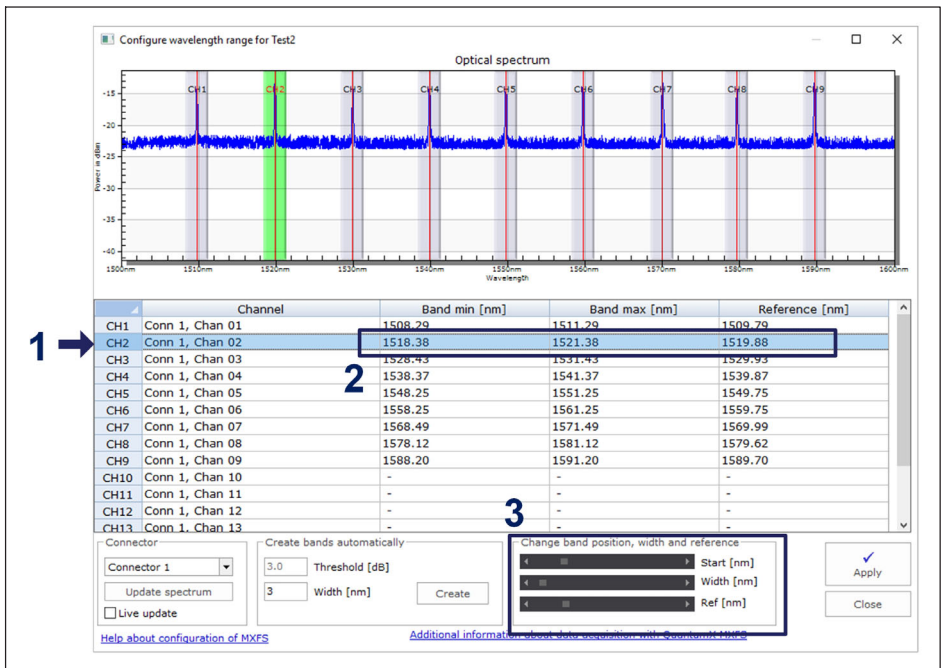 Configure wavelength range for Test2
Optical spectrum
CH1 CH2 CH3 CH4 CH5 CH6 CH7 CH8 CH9
-15
-20
-25
-30
-35
-40
Power in dBm
1500nm 1510nm 1520nm 1530nm 1540nm 1550nm 1560nm 1570nm 1580nm 1590nm 1600nm
Wavelength
Channel Band min [nm] Band max [nm] Reference [nm]
CH1 Conn 1, Chan 01 1508.29 1511.29 1509.79
1 CH2 Conn 1, Chan 02 1518.38 1521.38 1519.88
CH3 Conn 1, Chan 03 1528.43 1531.43 1529.93
2
CH4 Conn 1, Chan 04 1538.37 1541.37 1539.87
CH5 Conn 1, Chan 05 1548.25 1551.25 1549.75
CH6 Conn 1, Chan 06 1558.25 1561.25 1559.75
CH7 Conn 1, Chan 07 1568.49 1571.49 1569.99
CH8 Conn 1, Chan 08 1578.12 1581.12 1579.62
CH9 Conn 1, Chan 09 1588.20 1591.20 1589.70
CH10 Conn 1, Chan 10 - - -
CH11 Conn 1, Chan 11 - - -
CH12 Conn 1, Chan 12 - - -
CH13 Conn 1, Chan 13 - - -
3
Connector
Connector 1
Update spectrum
Live update
Create bands automatically
3.0 Threshold [dB]
3 Width [nm] Create
Change band position, width and reference
Start [nm]
Width [nm]
Ref [nm]
Apply
Close
Help about configuration of MXFS
Additional information about data acquisition with QuantumX MXFS